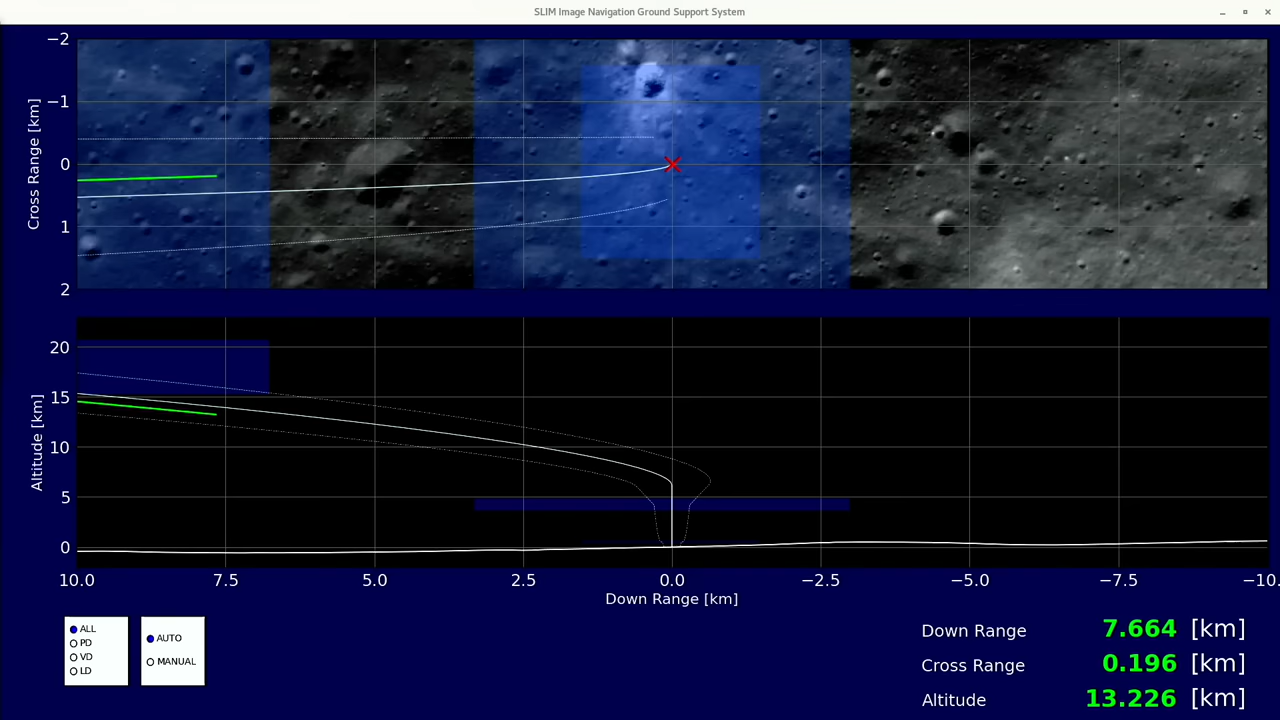 SLIM Image Navigation Ground Support System
Cross Range [km]
−2
−1
0
1
2
Altitude [km]
20
15
10
5
0
10.0 7.5 5.0 2.5 0.0 −2.5 −5.0 −7.5 −10.
Down Range [km]
ALL
PD
VD
LD
AUTO
MANUAL
Down Range 7.664 [km]
Cross Range 0.196 [km]
Altitude 13.226 [km]